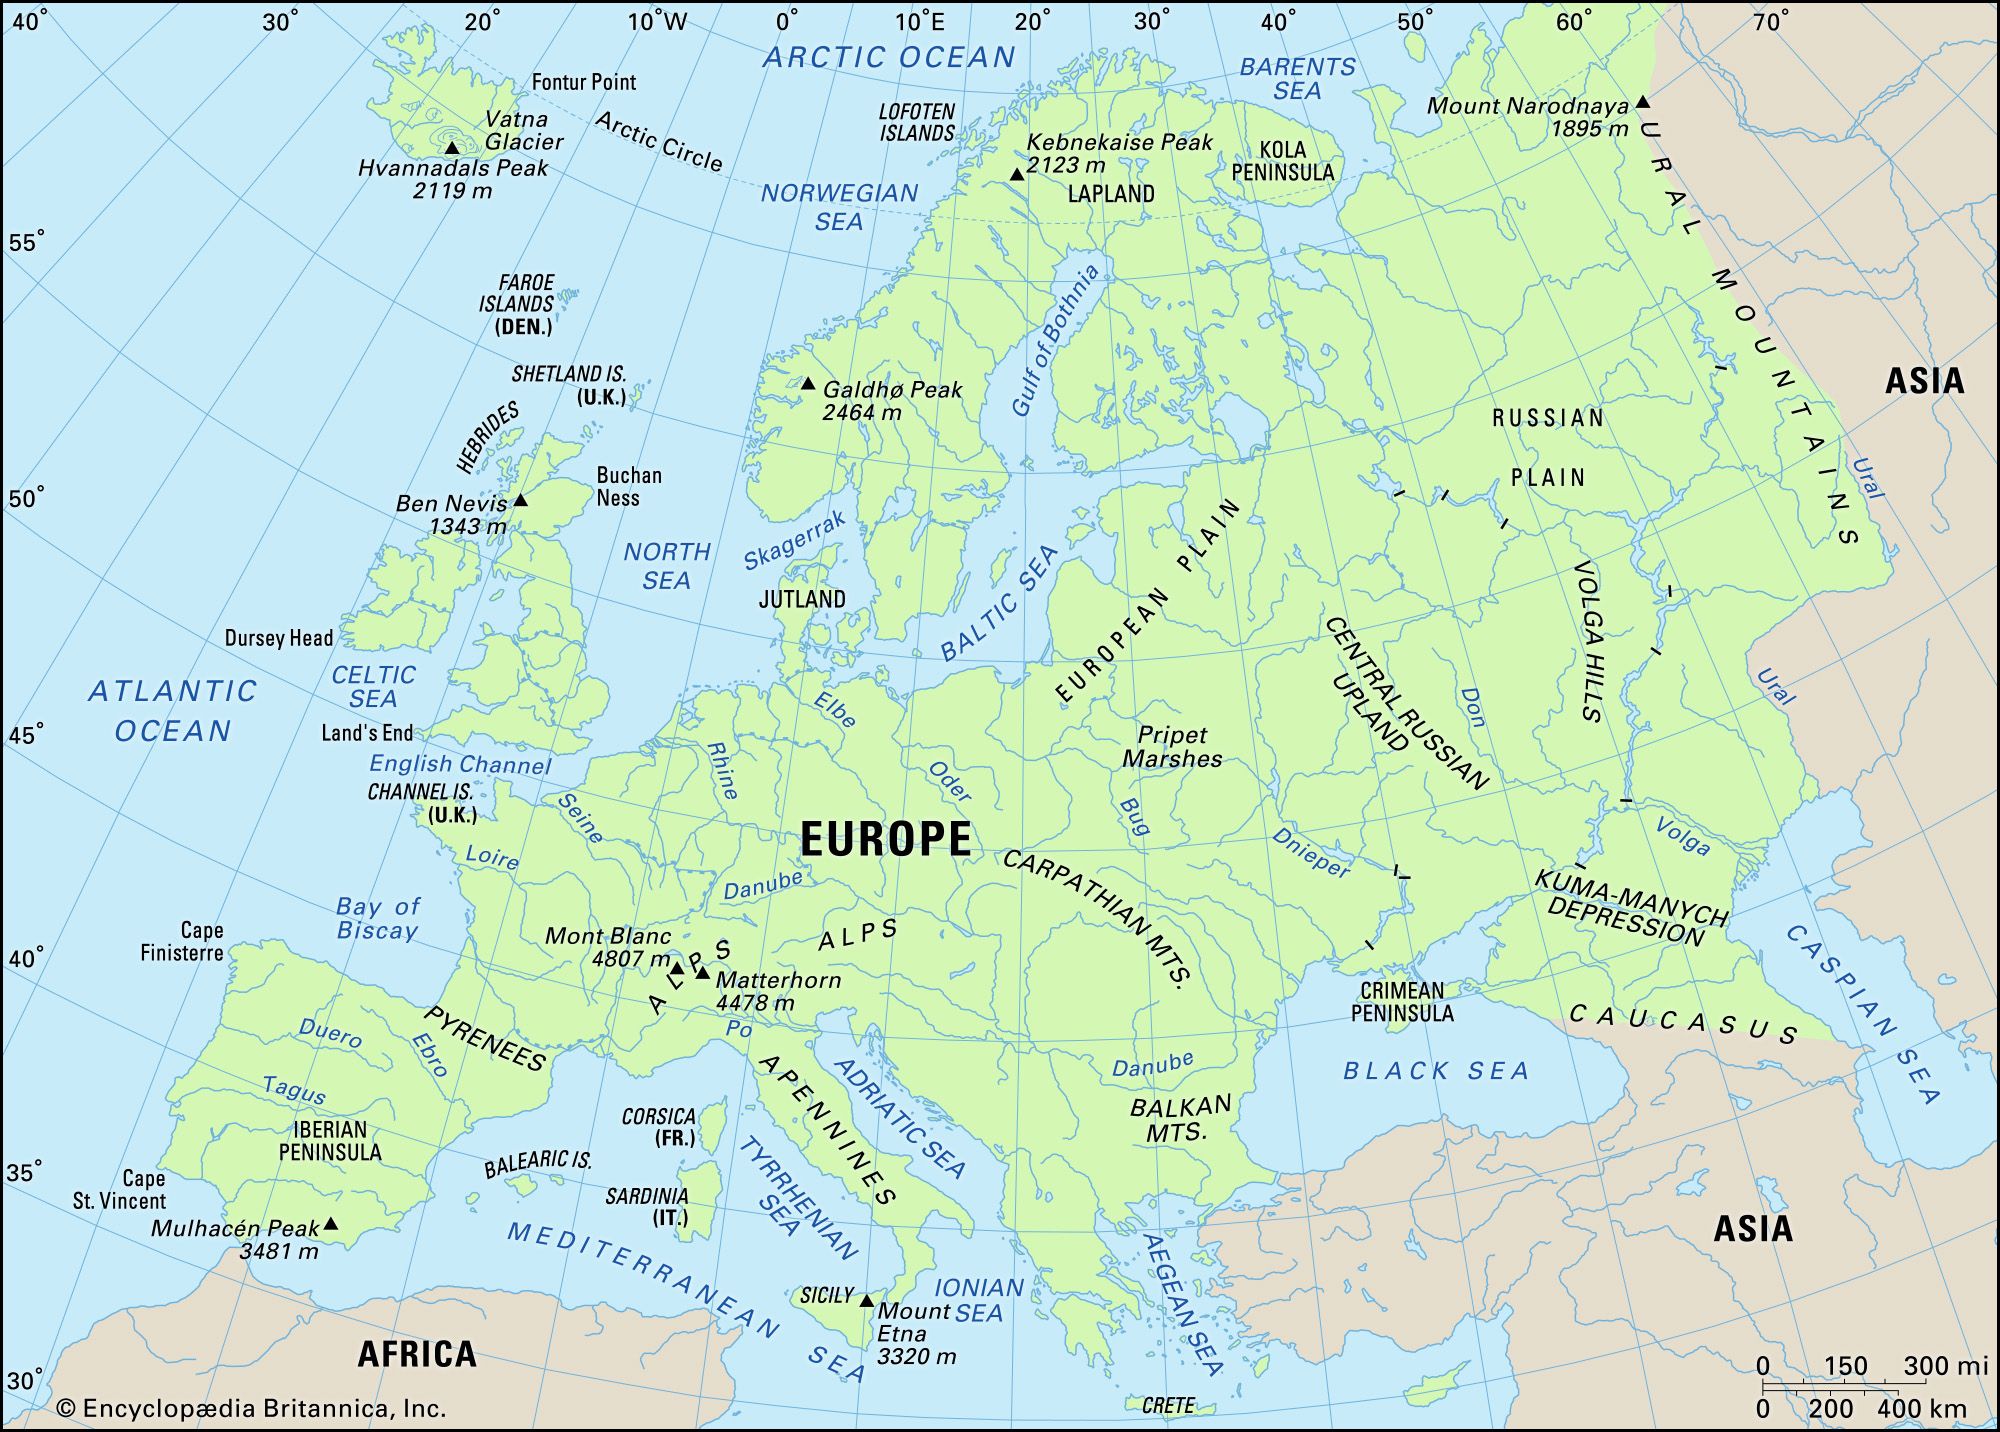 40°
30°
20°
10°W
0°
10°E
20°
30°
40°
50°
60°
70°
ARCTIC OCEAN
BARENTS
SEA
Fontur Point
Vatna
Glacier
Hvannadals Peak
2119 m
Arctic Circle
LOFOTEN
ISLANDS
Kebnekaise Peak
2123 m
LAPLAND
KOLA
PENINSULA
Mount Narodnaya
1895 m
URAL MOUNTAINS
NORWEGIAN
SEA
55°
FAROE
ISLANDS
(DEN.)
Gulf of Bothnia
SHETLAND IS.
(U.K.)
Galdhø Peak
2464 m
ASIA
HEBRIDES
RUSSIAN
PLAIN
Ural
50°
Ben Nevis
1343 m
Buchan
Ness
NORTH
SEA
Skagerrak
JUTLAND
BALTIC SEA
EUROPEAN PLAIN
VOLGA HILLS
CENTRAL RUSSIAN
UPLAND
Dursey Head
CELTIC
SEA
ATLANTIC
OCEAN
Land's End
Elbe
Don
Ural
45°
English Channel
CHANNEL IS.
(U.K.)
Rhine
Oder
Pripet
Marshes
Bug
Seine
Loire
EUROPE
Dnieper
Volga
Danube
CARPATHIAN MTS.
KUMA-MANYCH
DEPRESSION
Bay of
Biscay
Cape
Finisterre
Mont Blanc
4807 m
ALPS
ALPS
Matterhorn
4478 m
40°
CASPIAN SEA
CRIMEAN
PENINSULA
CAUCASUS
Po
PYRENEES
Duero
Ebro
Tagus
APENNINES
ADRIATIC SEA
Danube
BLACK SEA
BALKAN
MTS.
IBERIAN
PENINSULA
CORSICA
(FR.)
BALEARIC IS.
SARDINIA
(IT.)
TYRRHENIAN
SEA
35°
Cape
St. Vincent
Mulhacén Peak
3481 m
MEDITERRANEAN SEA
ASIA
AEGEAN SEA
IONIAN
SEA
SICILY
Mount
Etna
3320 m
AFRICA
30°
CRETE
© Encyclopædia Britannica, Inc.
0 150 300 mi
0 200 400 km